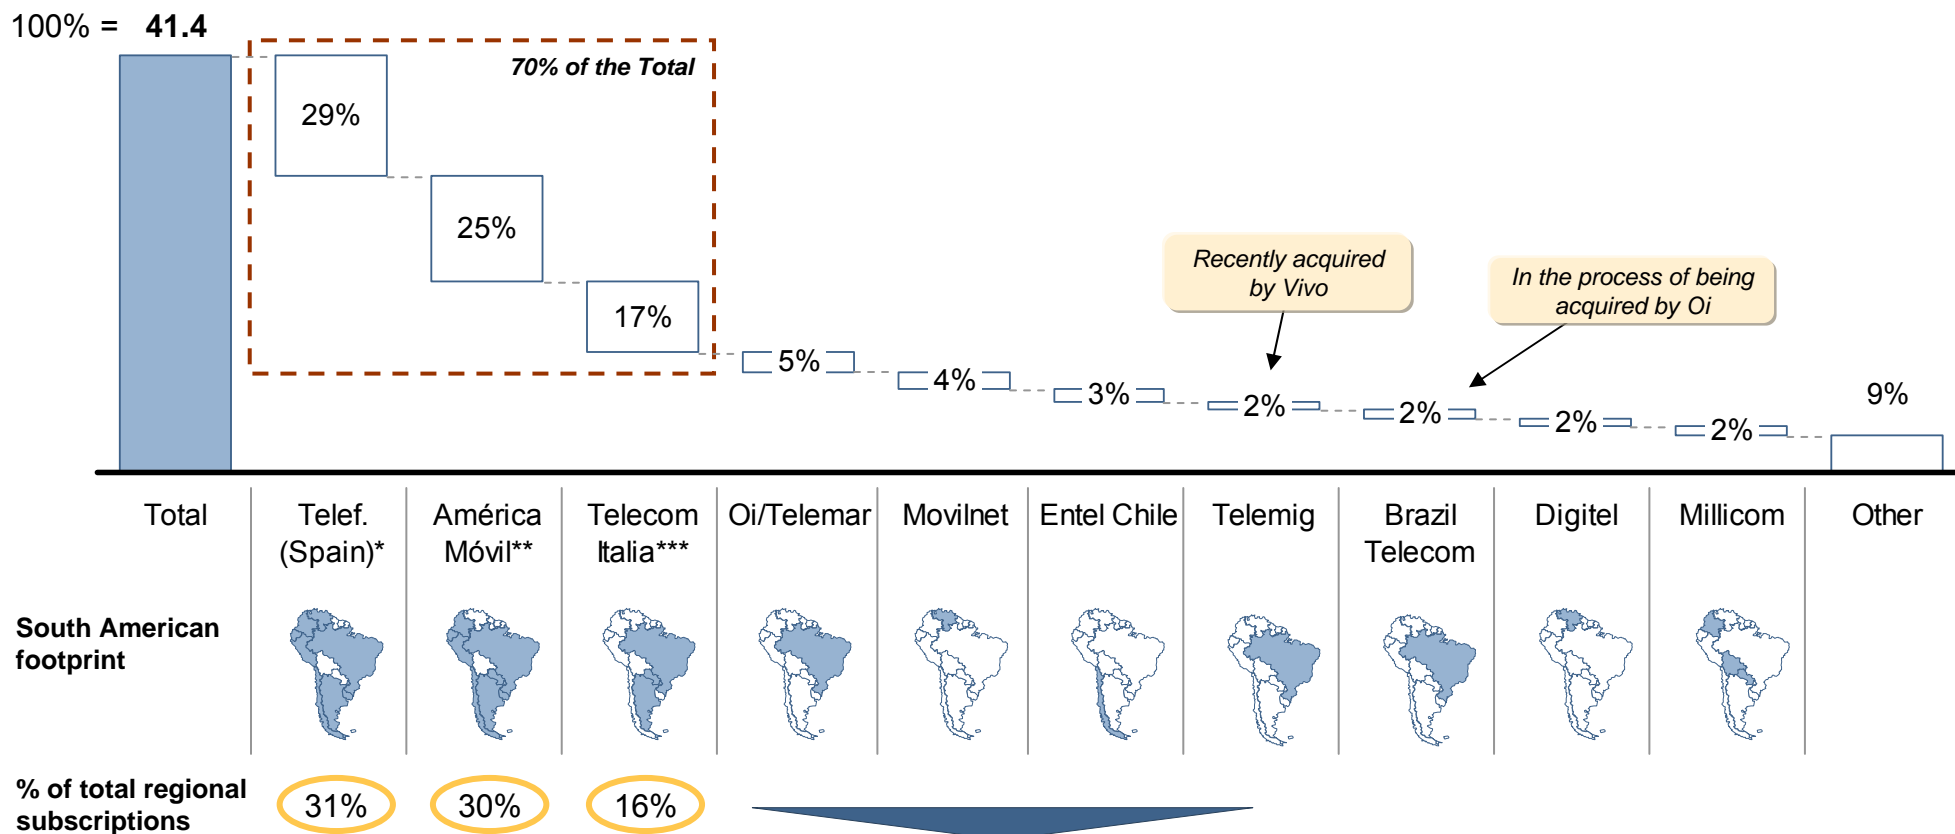 100% = 41.4
70% of the Total
29%
25%
17%
5%
4%
3%
2%
2%
2%
2%
9%
Recently acquired
by Vivo
In the process of being
acquired by Oi
Total
Telef.
(Spain)*
América
Móvil**
Telecom
Italia***
Oi/Telemar
Movilnet
Entel Chile
Telemig
Brazil
Telecom
Digitel
Millicom
Other
South American
footprint
% of total regional
subscriptions
31%
30%
16%